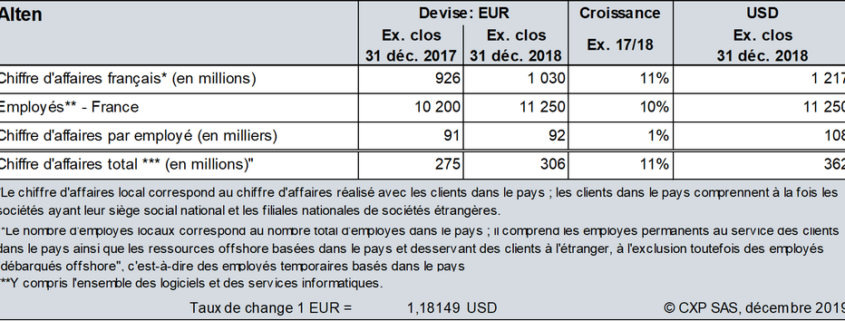 Alten Devise: EUR Croissance USD
Ex. clos Ex. clos Ex. 17/18 Ex. clos
31 déc. 2017 31 déc. 2018 31 déc. 2018
Chiffre d'affaires français* (en millions) 926 1 030 11% 1 217
Employés** - France 10 200 11 250 10% 11 250
Chiffre d'affaires par employé (en milliers) 91 92 1% 108
Chiffre d'affaires total *** (en millions)" 275 306 11% 362
*Le chiffre d'affaires local correspond au chiffre d'affaires réalisé avec les clients dans le pays ; les clients dans le pays comprennent à la fois les
sociétés ayant leur siège social national et les filiales nationales de sociétés étrangères.
*Le nombre d'employés locaux correspond au nombre total d'employés dans le pays ; il comprend les employés permanents au service des clients
dans le pays ainsi que les ressources offshore basées dans le pays et desservant des clients à l'étranger, à l'exclusion toutefois des employés
débarqués offshore", c'est-à-dire des employés temporaires basés dans le pays
**Y compris l'ensemble des logiciels et des services informatiques.
Taux de change 1 EUR = 1,18149 USD © CXP SAS, décembre 2019